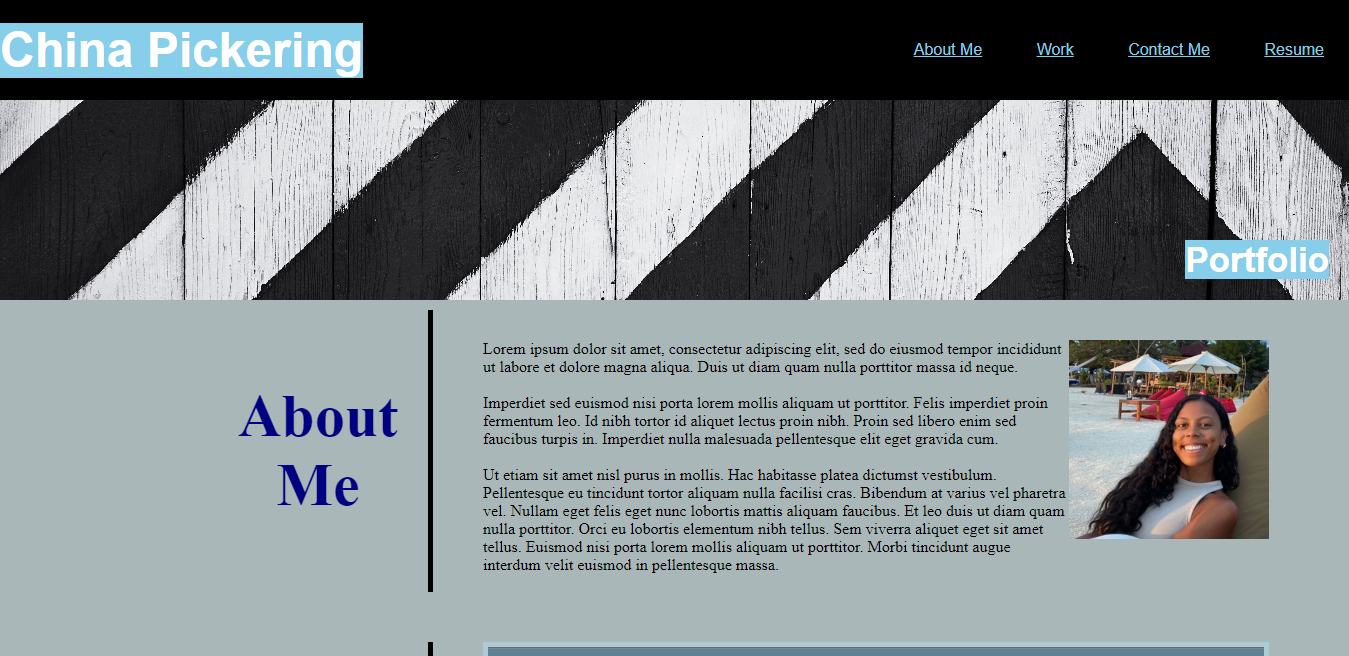 China Pickering
About Me
Work
Contact Me
Resume
Portfolio
About
Me
Lorem ipsum dolor sit amet, consectetur adipiscing elit, sed do eiusmod tempor incididunt
ut labore et dolore magna aliqua. Duis ut diam quam nulla porttitor massa id neque.
Imperdiet sed euismod nisi porta lorem mollis aliquam ut porttitor. Felis imperdiet proin
fermentum leo. Id nibh tortor id aliquet lectus proin nibh. Proin sed libero enim sed
faucibus turpis in. Imperdiet nulla malesuada pellentesque elit eget gravida cum.
Ut etiam sit amet nisl purus in mollis. Hac habitasse platea dictumst vestibulum.
Pellentesque eu tincidunt tortor aliquam nulla facilisi cras. Bibendum at varius vel pharetra
vel. Nullam eget felis eget nunc lobortis mattis aliquam faucibus. Et leo duis ut diam quam
nulla porttitor. Orci eu lobortis elementum nibh tellus. Sem viverra aliquet eget sit amet
tellus. Euismod nisi porta lorem mollis aliquam ut porttitor. Morbi tincidunt augue
interdum velit euismod in pellentesque massa.